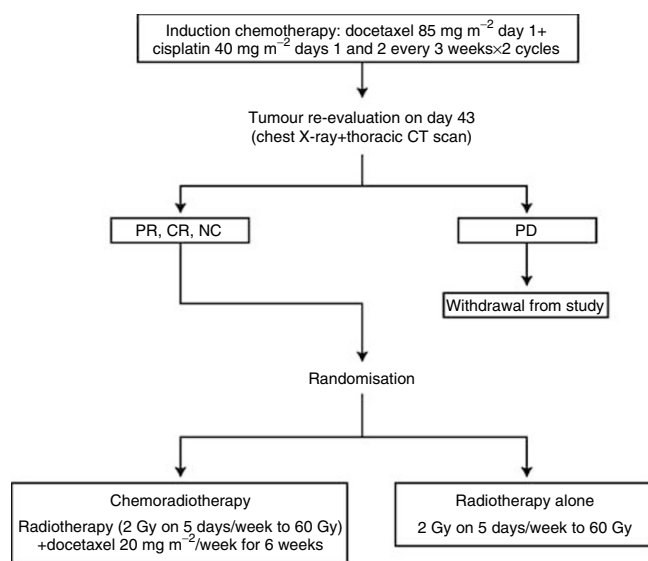 Induction chemotherapy: docetaxel 85 mg m⁻² day 1+
cisplatin 40 mg m⁻² days 1 and 2 every 3 weeks×2 cycles
Tumour re-evaluation on day 43
(chest X-ray+thoracic CT scan)
PR, CR, NC
PD
Withdrawal from study
Randomisation
Chemoradiotherapy
Radiotherapy (2 Gy on 5 days/week to 60 Gy)
+docetaxel 20 mg m⁻²/week for 6 weeks
Radiotherapy alone
2 Gy on 5 days/week to 60 Gy